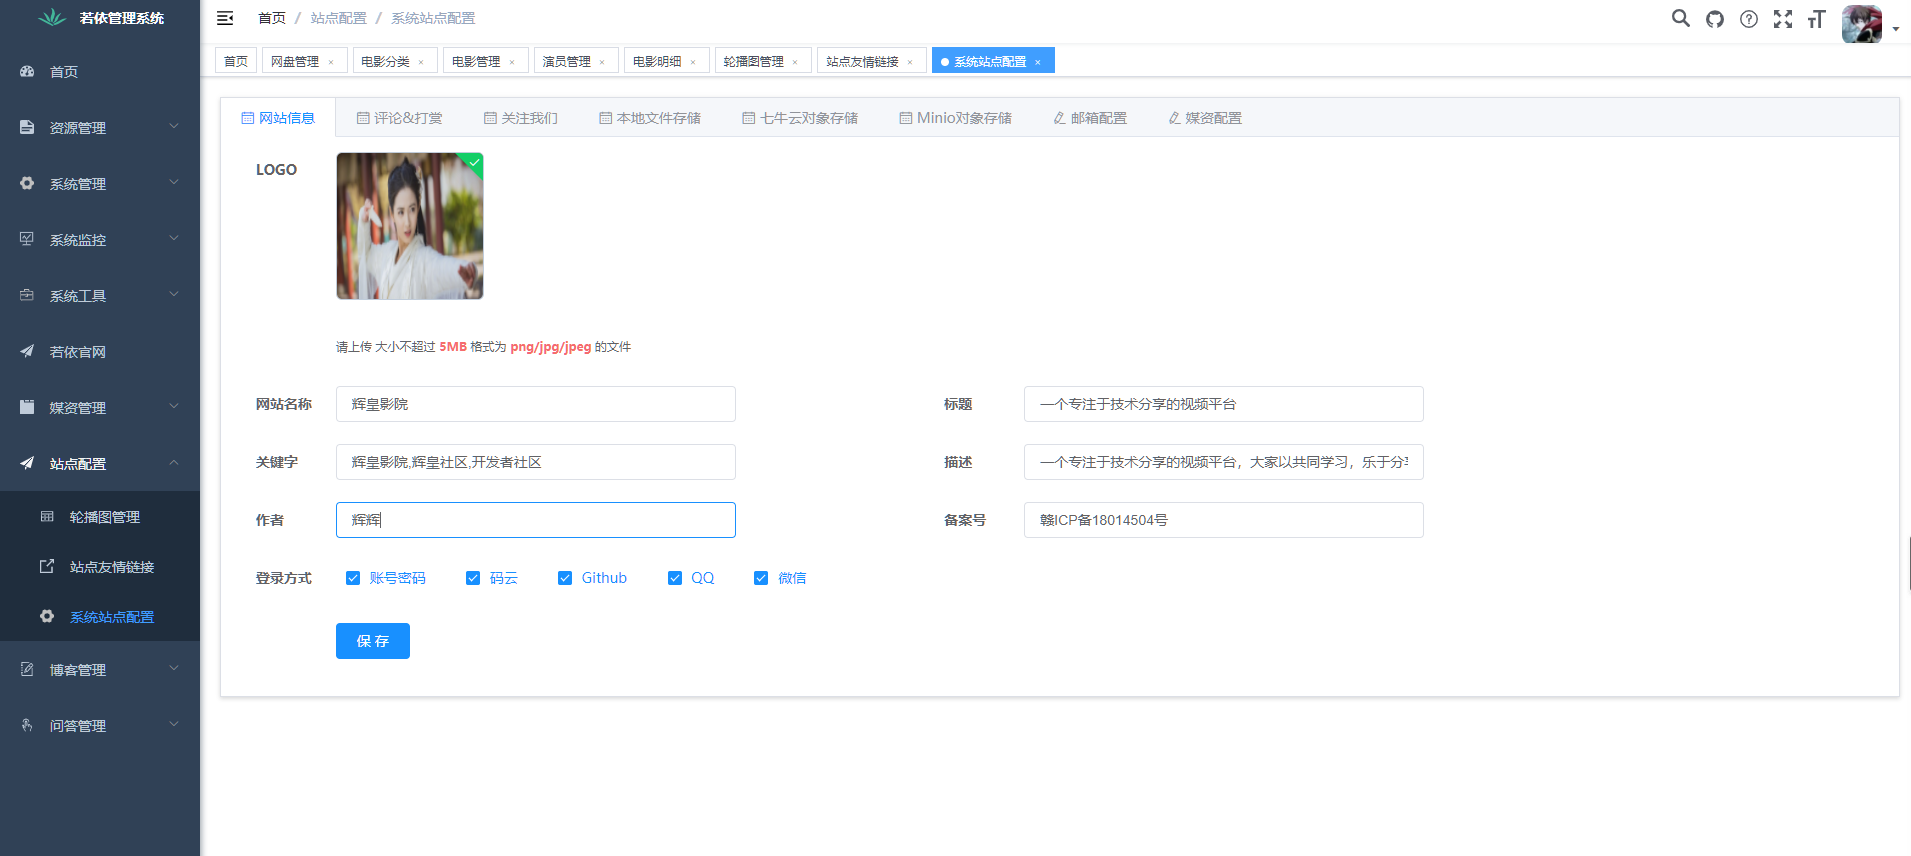 若依管理系统
首页
资源管理
系统管理
系统监控
系统工具
若依官网
媒资管理
站点配置
轮播图管理
站点友情链接
系统站点配置
博客管理
问答管理
首页 / 站点配置 / 系统站点配置
首页 网盘管理 × 电影分类 × 电影管理 × 演员管理 × 电影明细 × 轮播图管理 × 站点友情链接 × 系统站点配置 ×
网站信息 评论&打赏 关注我们 本地文件存储 七牛云对象存储 Minio对象存储 邮箱配置 媒资配置
LOGO
请上传 大小不超过 5MB 格式为 png/jpg/jpeg 的文件
网站名称 辉皇影院 标题 一个专注于技术分享的视频平台
关键字 辉皇影院,辉皇社区,开发者社区 描述 一个专注于技术分享的视频平台，大家以共同学习，乐于分
作者 辉辉 备案号 赣ICP备18014504号
登录方式 账号密码 码云 Github QQ 微信
保 存